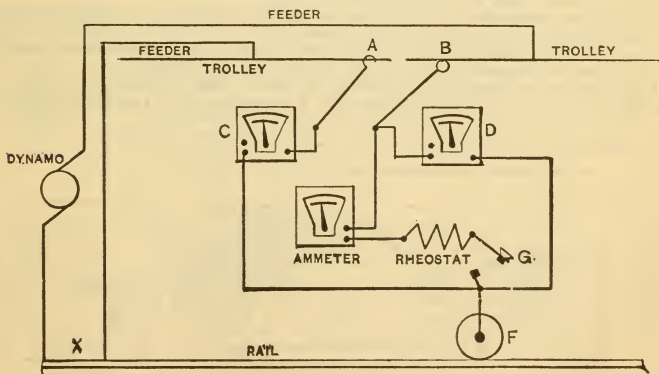 FEEDER
FEEDER
A
B
TROLLEY
TROLLEY
C
D
DYNAMO
AMMETER
RHEOSTAT
G.
X
RAIL
F